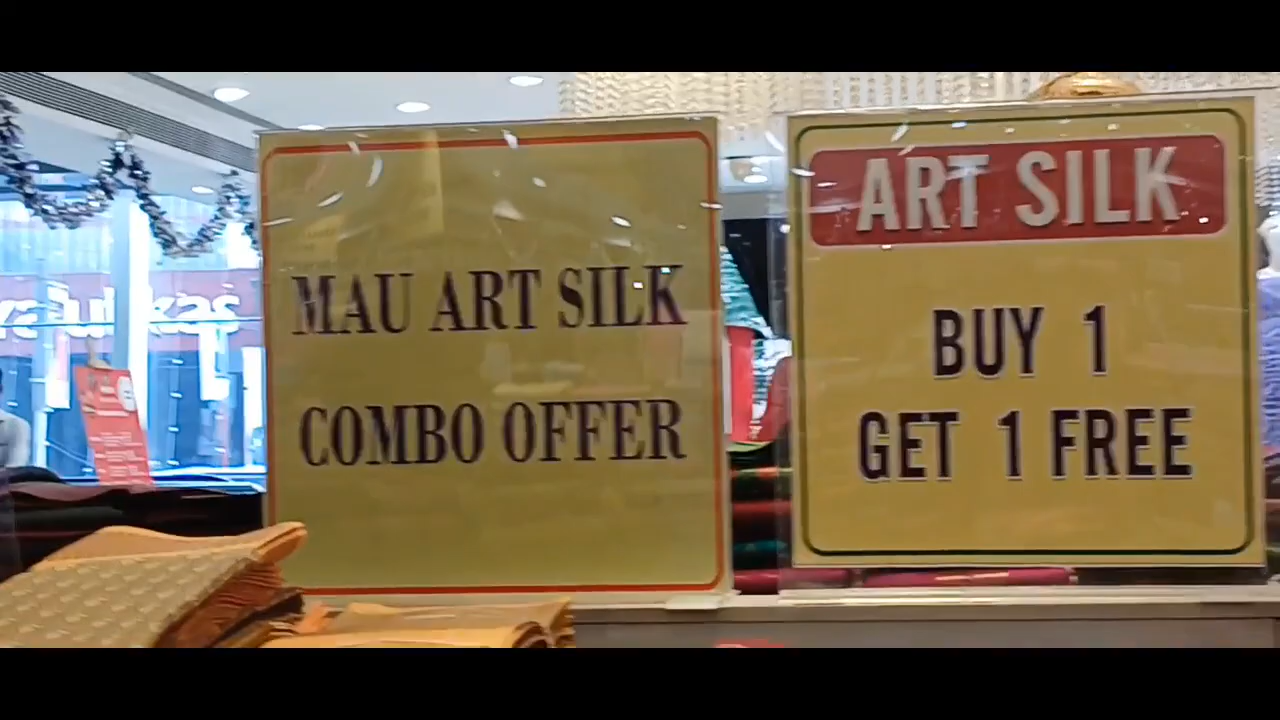 MAU ART SILK
COMBO OFFER
ART SILK
BUY 1
GET 1 FREE